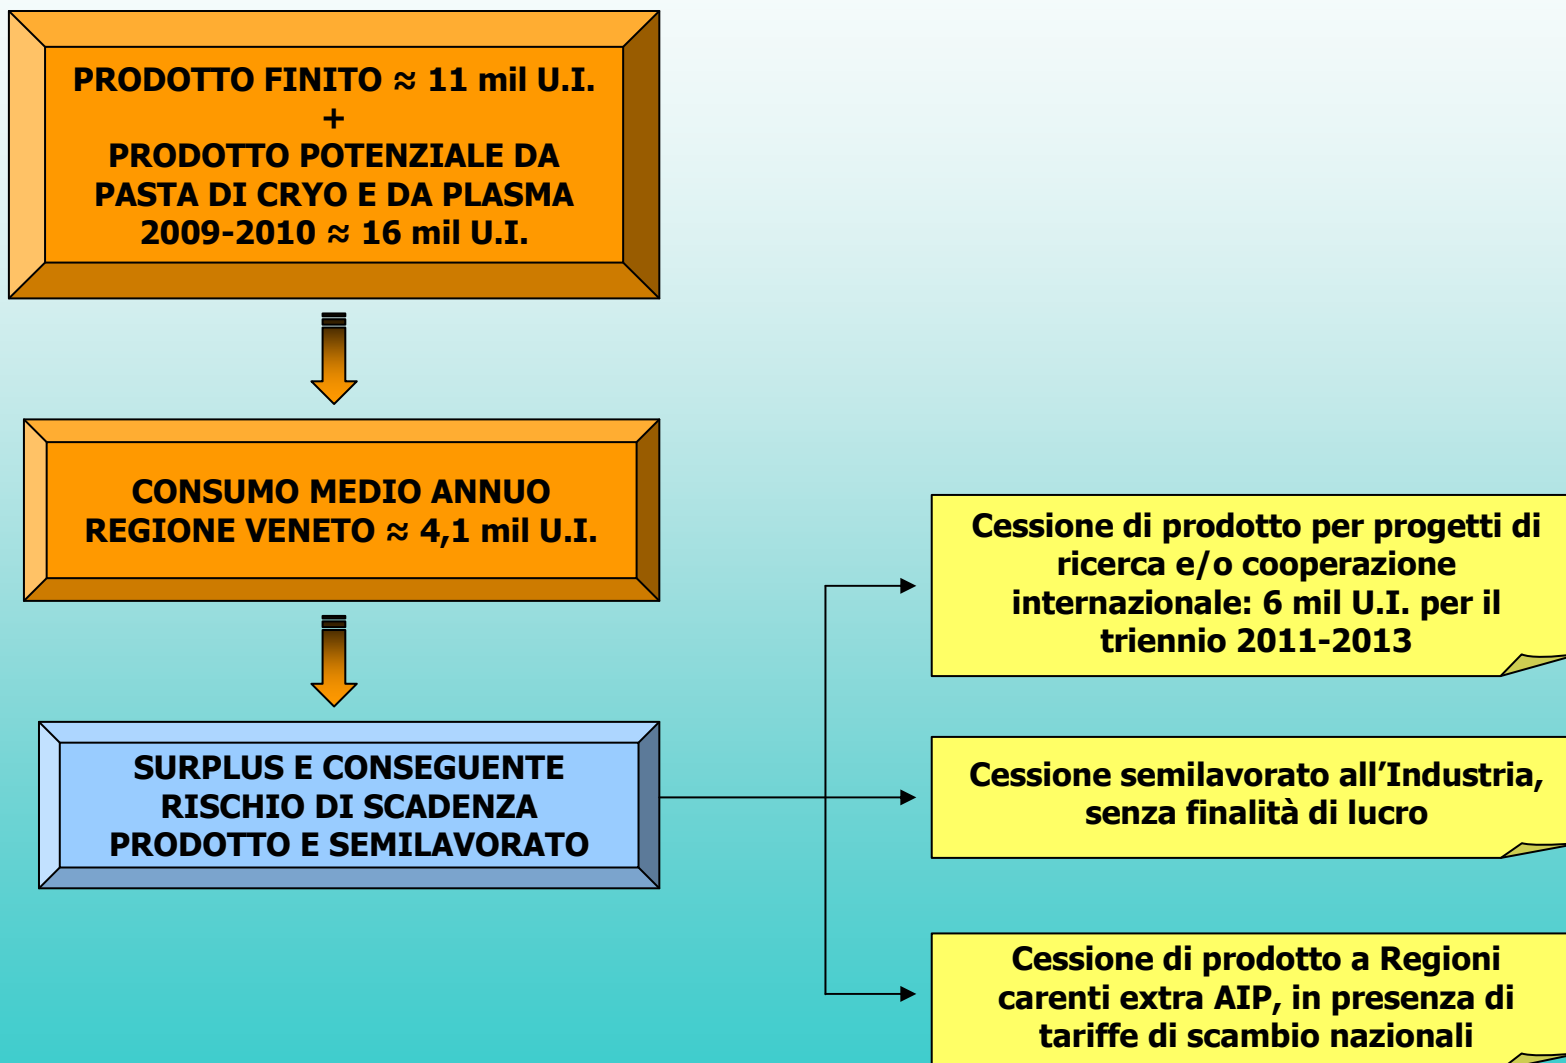 PRODOTTO FINITO ≈ 11 mil U.I.
+
PRODOTTO POTENZIALE DA
PASTA DI CRYO E DA PLASMA
2009-2010 ≈ 16 mil U.I.
CONSUMO MEDIO ANNUO
REGIONE VENETO ≈ 4,1 mil U.I.
SURPLUS E CONSEGUENTE
RISCHIO DI SCADENZA
PRODOTTO E SEMILAVORATO
Cessione di prodotto per progetti di
ricerca e/o cooperazione
internazionale: 6 mil U.I. per il
triennio 2011-2013
Cessione semilavorato all’Industria,
senza finalità di lucro
Cessione di prodotto a Regioni
carenti extra AIP, in presenza di
tariffe di scambio nazionali